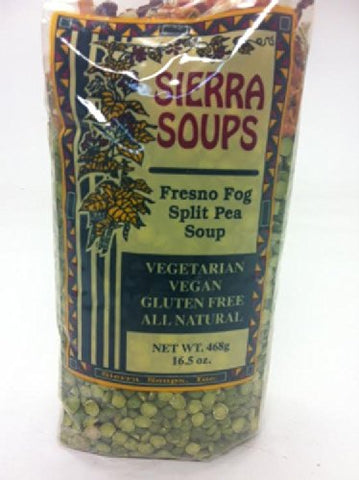 SIERRA
SOUPS
Fresno Fog
Split Pea
Soup
VEGETARIAN
VEGAN
GLUTEN FREE
ALL NATURAL
NET WT. 468g
16.5 oz.
Sierra Soups, Inc.